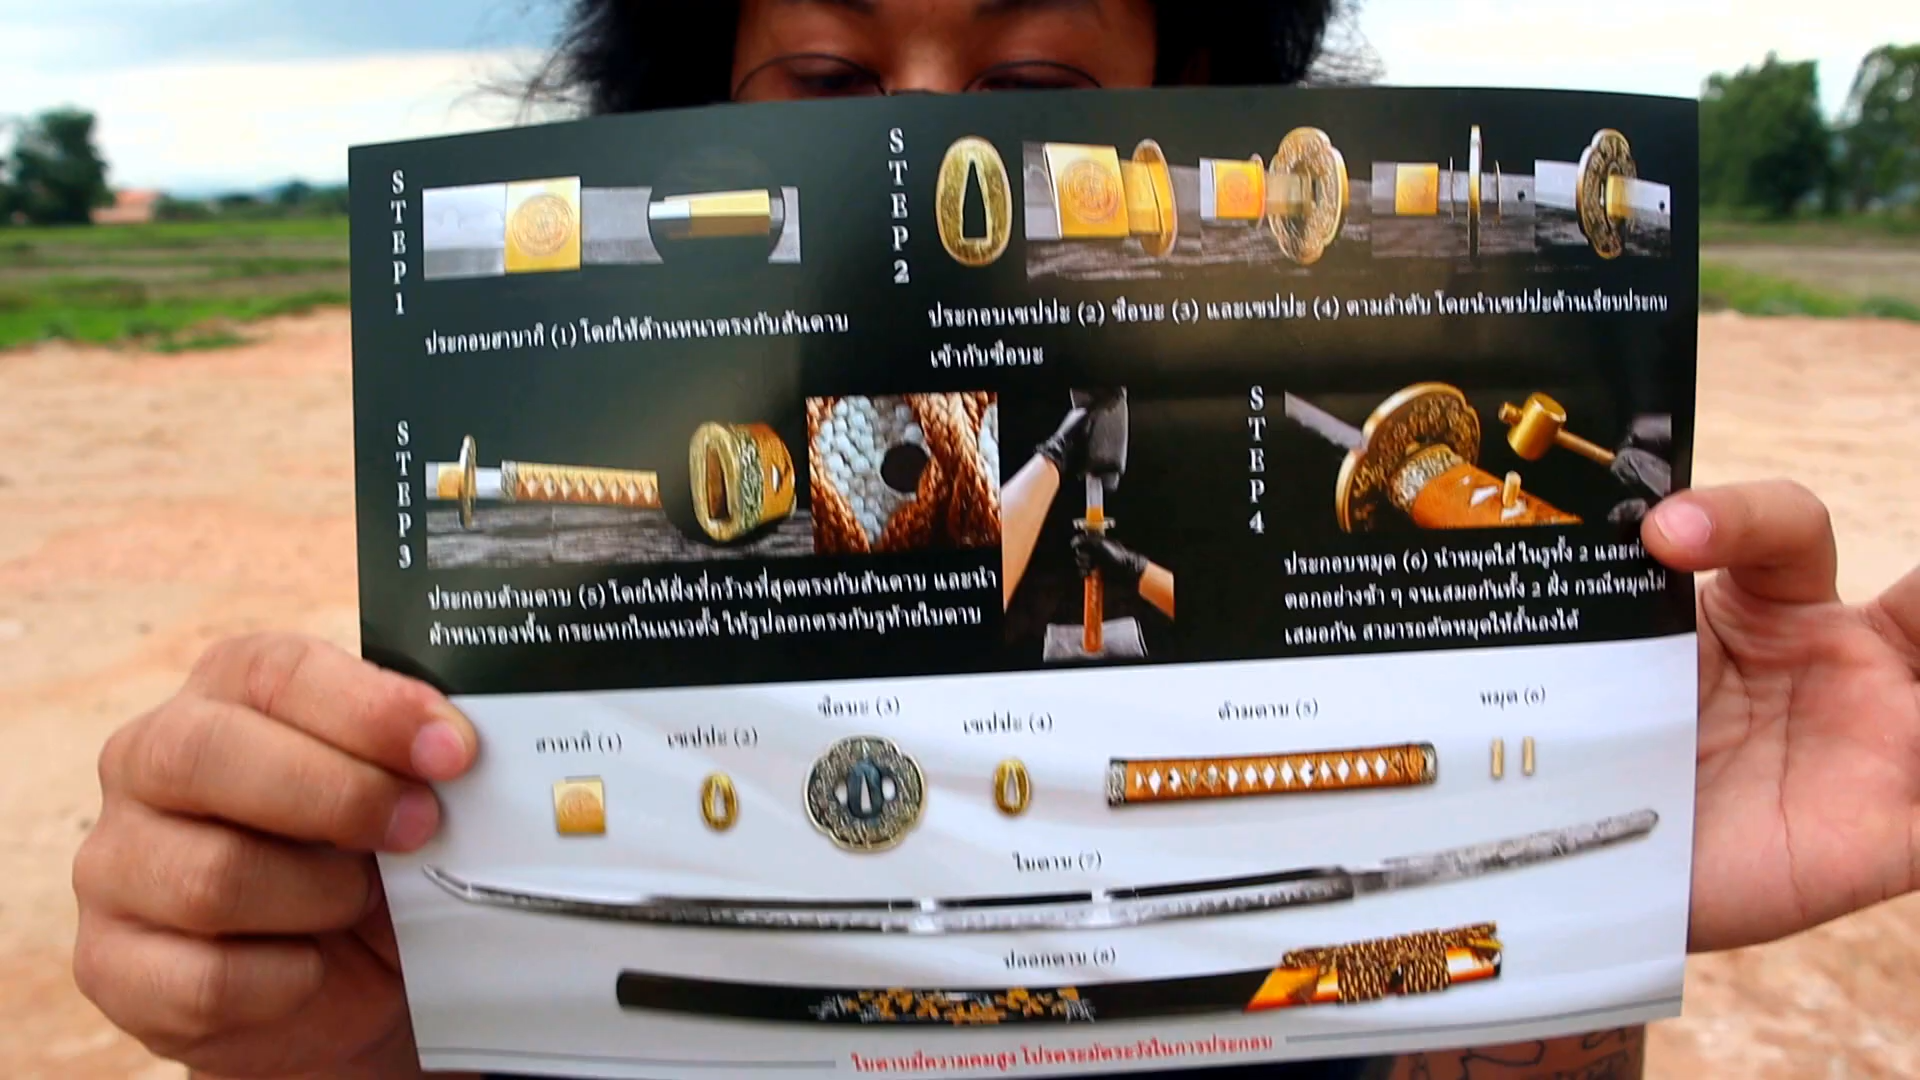 STEP 1
ประกอบฮาบากิ (1) โดยให้ด้านหนาตรงกับสันดาบ
STEP 2
ประกอบเซปปะ (2) ซึอบะ (3) และเซปปะ (4) ตามลำดับ โดยนำเซปปะด้านเรียบประกบ
เข้ากับซึอบะ
STEP 3
ประกอบด้ามดาบ (5) โดยให้ฝั่งที่กว้างที่สุดตรงกับสันดาบ และนำ
ผ้าหนารองพื้น กระแทกในแนวตั้ง ให้รูปลอกตรงกับรูท้ายใบดาบ
STEP 4
ประกอบหมุด (6) นำหมุดใส่ในรูทั้ง 2 และ
ตอกอย่างช้า ๆ จนเสมอกันทั้ง 2 ฝั่ง กรณีหมุดไม่
เสมอกัน สามารถตัดหมุดให้สั้นลงได้
ฮาบากิ (1)
เซปปะ (2)
ซึอบะ (3)
เซปปะ (4)
ด้ามดาบ (5)
หมุด (6)
ใบดาบ (7)
ปลอกดาบ (8)
ใบดาบมีความคมสูง โปรดระมัดระวังในการประกอบ